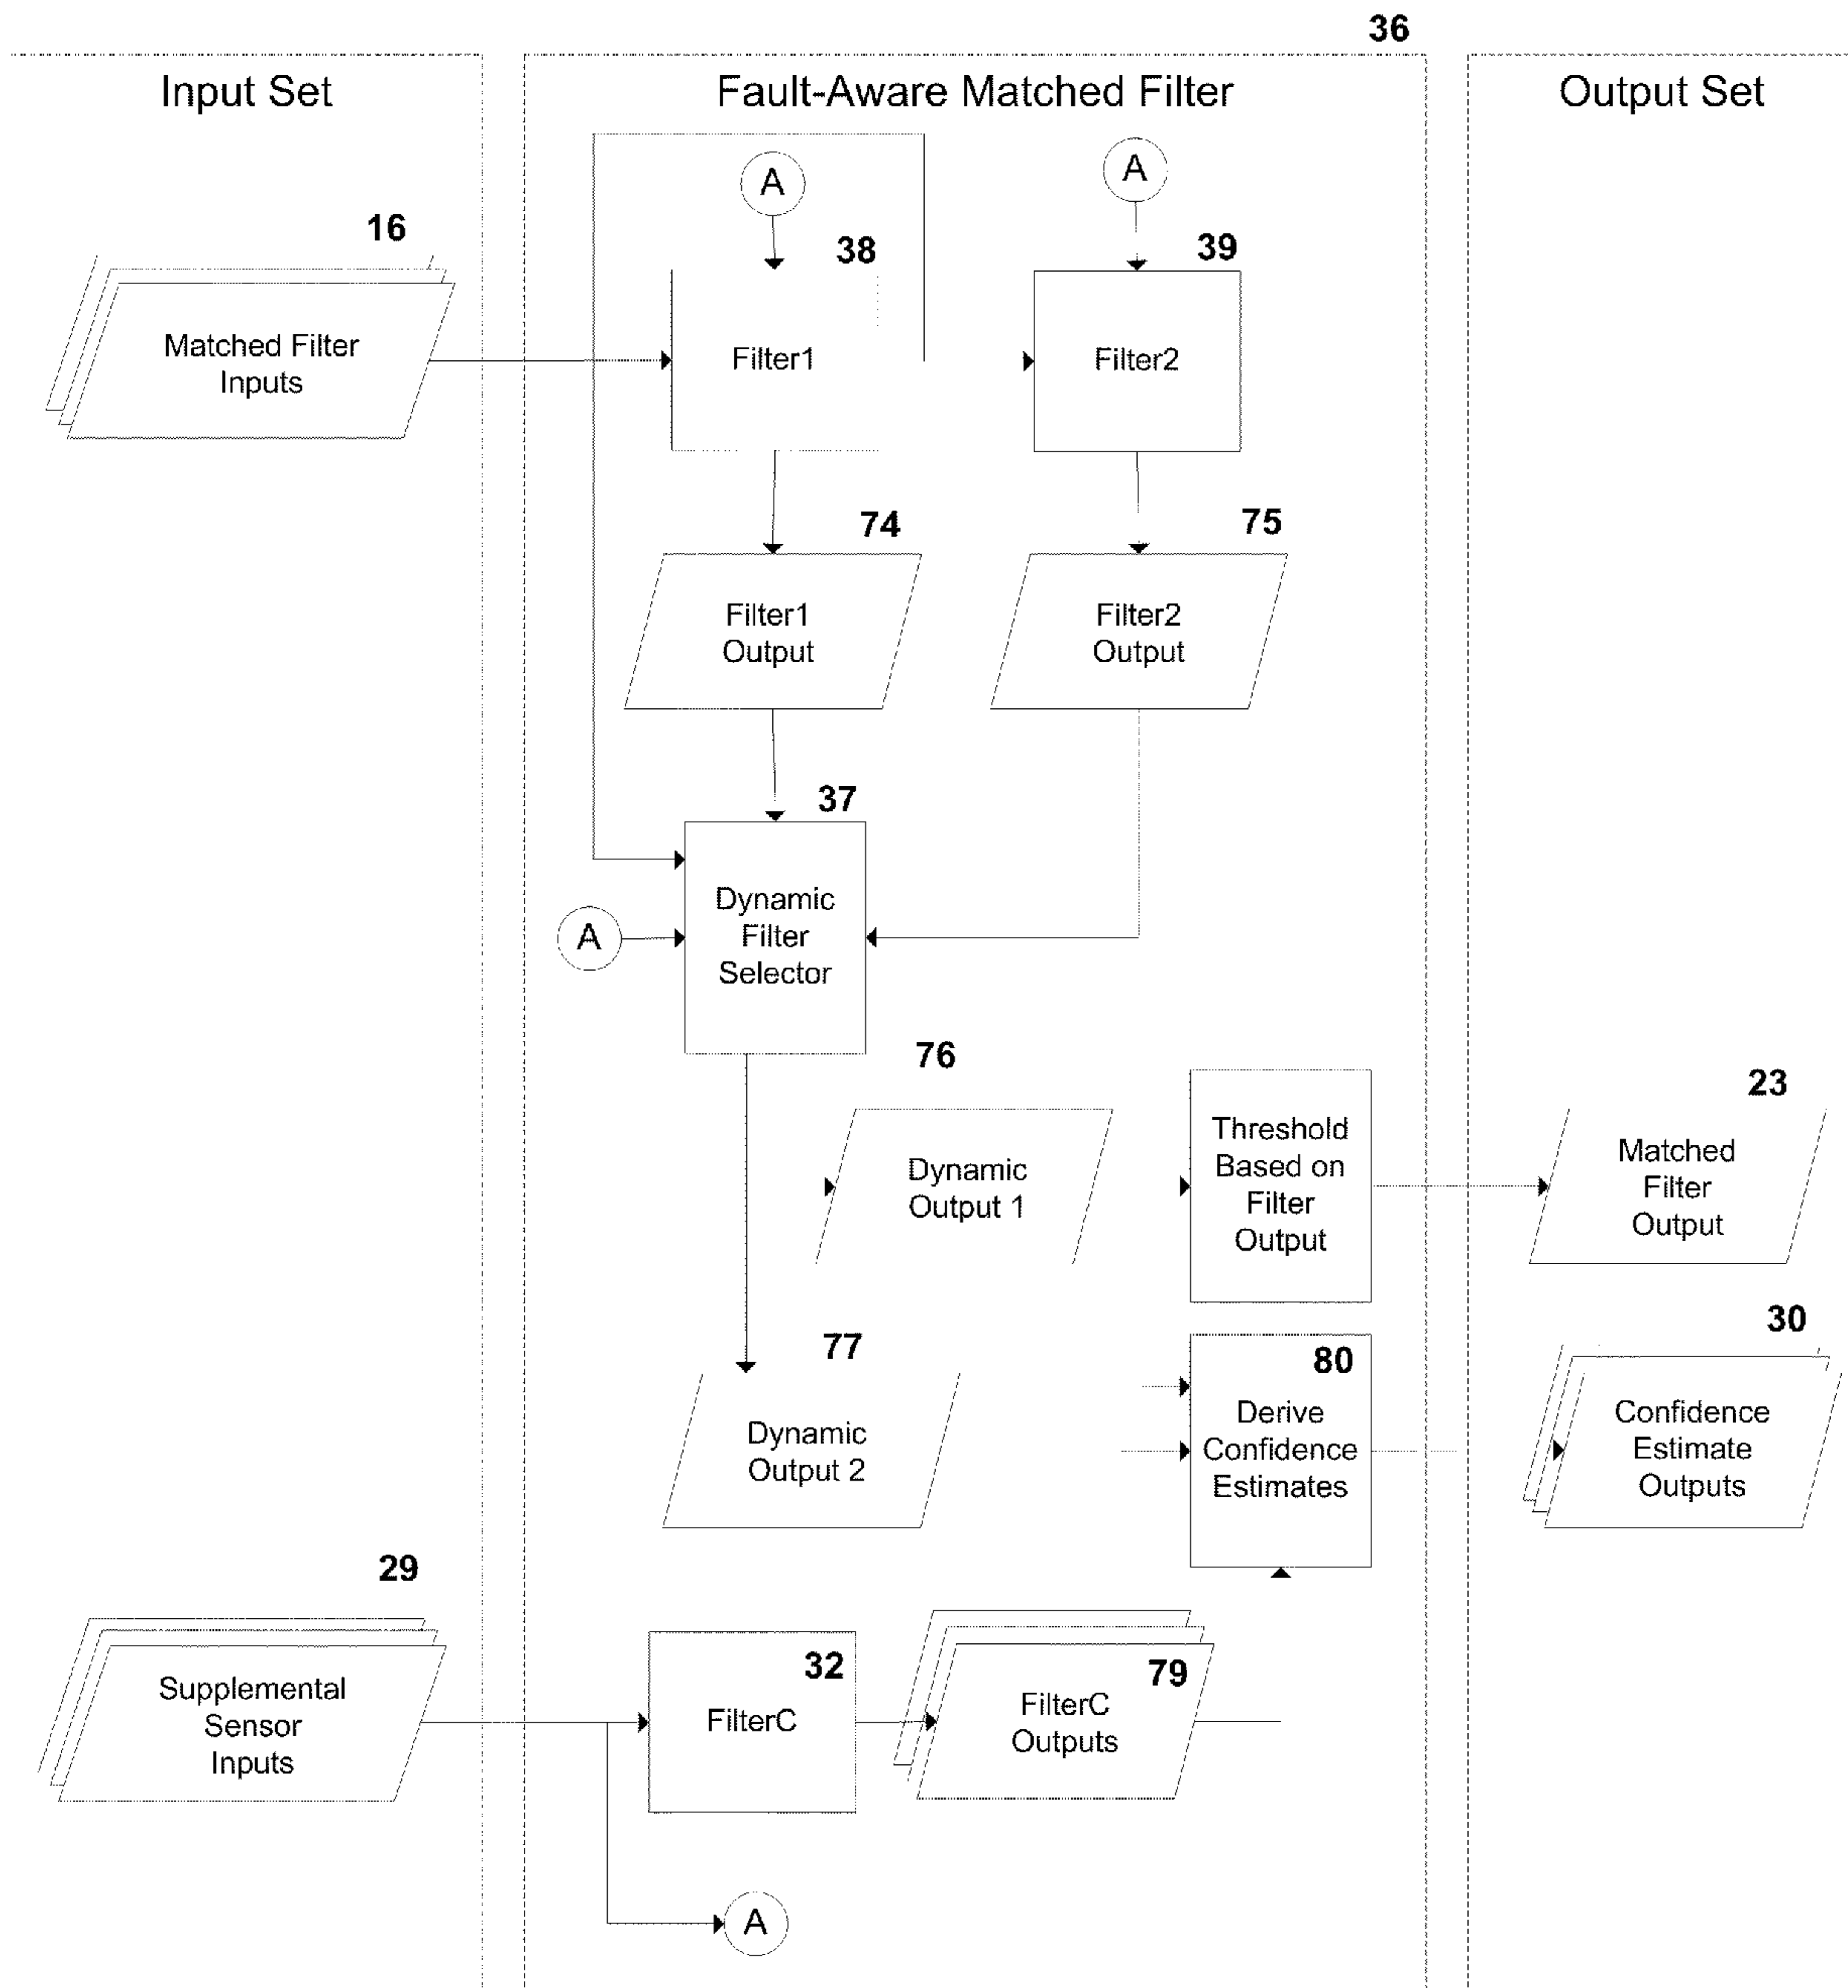 36
Input Set
Fault-Aware Matched Filter
Output Set
A
A
16
38
39
Matched Filter
Inputs
Filter1
Filter2
74
75
Filter1
Output
Filter2
Output
37
Dynamic
Filter
Selector
A
76
23
Dynamic
Output 1
Threshold
Based on
Filter
Output
Matched
Filter
Output
77
80
30
Dynamic
Output 2
Derive
Confidence
Estimates
Confidence
Estimate
Outputs
29
32
79
Supplemental
Sensor
Inputs
FilterC
FilterC
Outputs
A